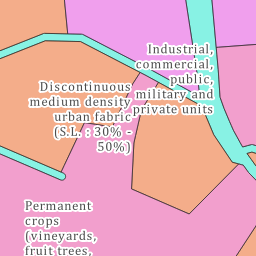 Industrial,
commercial,
public,
military and
private units
Discontinuous
medium density
urban fabric
(S.L. : 30% -
50%)
Permanent
crops
(vineyards,
fruit trees,